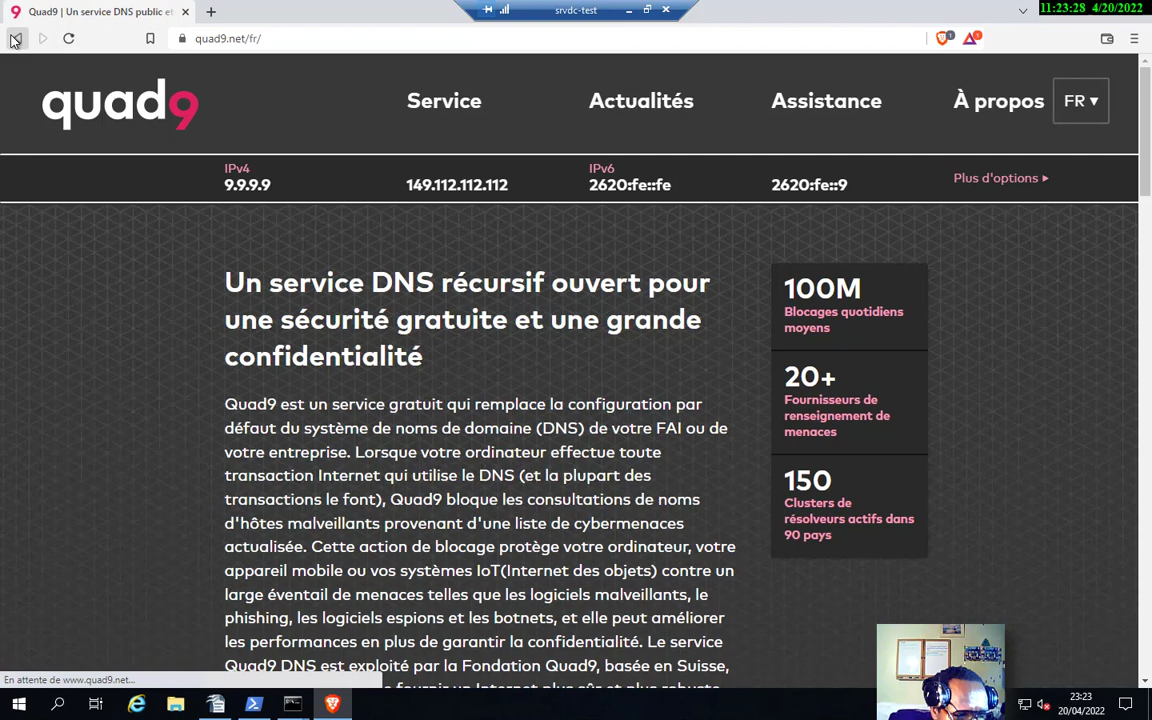 Quad9 | Un service DNS public et
srvdc-test
11:23:28 4/20/2022
quad9.net/fr/
1
1
quad9
Service
Actualités
Assistance
À propos
FR ▾
IPv4
9.9.9.9
149.112.112.112
IPv6
2620:fe::fe
2620:fe::9
Plus d'options ▸
Un service DNS récursif ouvert pour
une sécurité gratuite et une grande
confidentialité
Quad9 est un service gratuit qui remplace la configuration par
défaut du système de noms de domaine (DNS) de votre FAI ou de
votre entreprise. Lorsque votre ordinateur effectue toute
transaction Internet qui utilise le DNS (et la plupart des
transactions le font), Quad9 bloque les consultations de noms
d'hôtes malveillants provenant d'une liste de cybermenaces
actualisée. Cette action de blocage protège votre ordinateur, votre
appareil mobile ou vos systèmes IoT(Internet des objets) contre un
large éventail de menaces telles que les logiciels malveillants, le
phishing, les logiciels espions et les botnets, et elle peut améliorer
les performances en plus de garantir la confidentialité. Le service
Quad9 DNS est exploité par la Fondation Quad9, basée en Suisse,
fournir un Internet plus sûr et plus robuste
100M
Blocages quotidiens
moyens
20+
Fournisseurs de
renseignement de
menaces
150
Clusters de
résolveurs actifs dans
90 pays
En attente de www.quad9.net...
23:23
20/04/2022